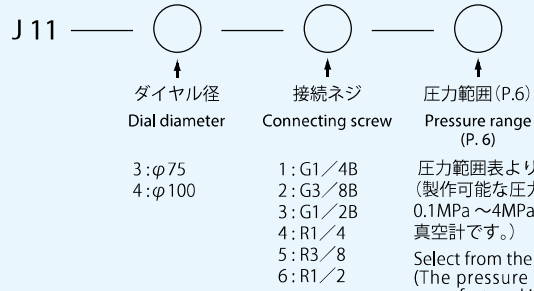 J 11
ダイヤル径
Dial diameter
3 : φ75
4 : φ100
接続ネジ
Connecting screw
1 : G1／4B
2 : G3／8B
3 : G1／2B
4 : R1／4
5 : R3／8
6 : R1／2
圧力範囲(P.6)
Pressure range
(P. 6)
圧力範囲表より
(製作可能な圧力
0.1MPa ～4MPa
真空計です。)
Select from the
(The pressure